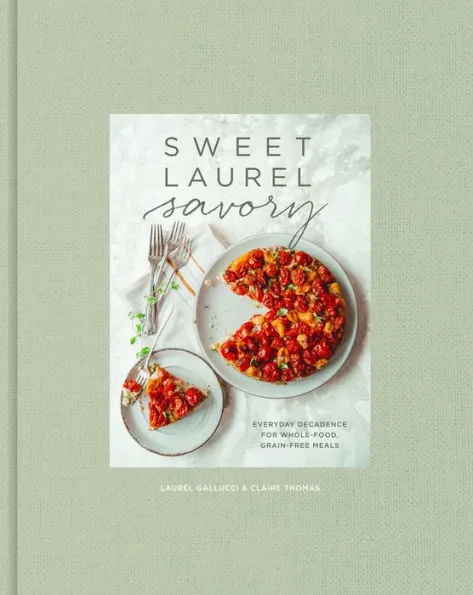 SWEET
LAUREL
savory
EVERYDAY DECADENCE
FOR WHOLE-FOOD,
GRAIN-FREE MEALS
LAUREL GALLUCCI & CLAIRE THOMAS